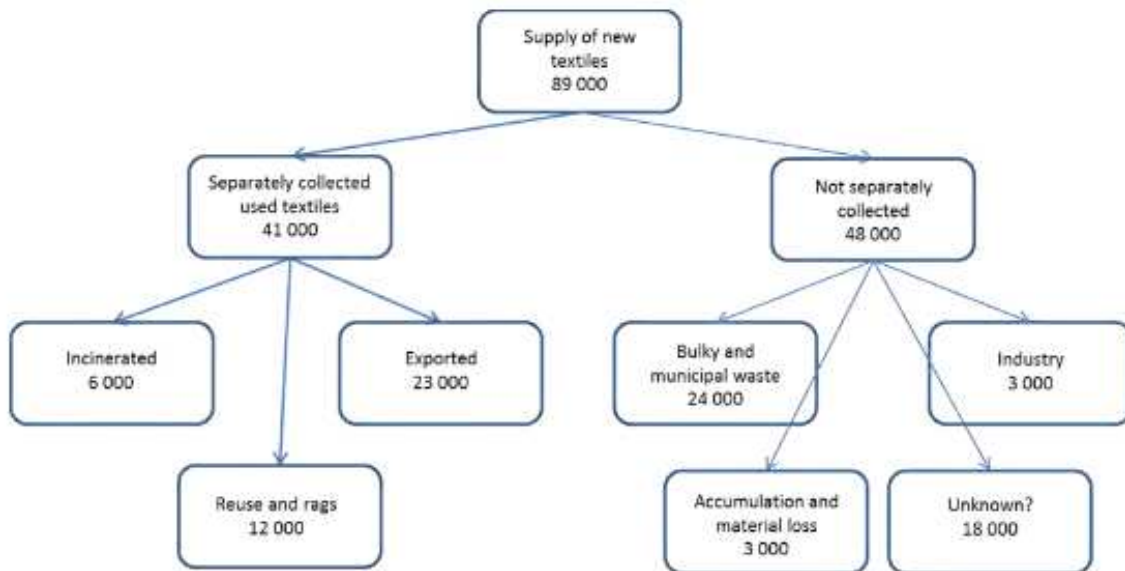 Supply of new
textiles
89 000
Separately collected
used textiles
41 000
Not separately
collected
48 000
Incinerated
6 000
Exported
23 000
Bulky and
municipal waste
24 000
Industry
3 000
Reuse and rags
12 000
Accumulation and
material loss
3 000
Unknown?
18 000